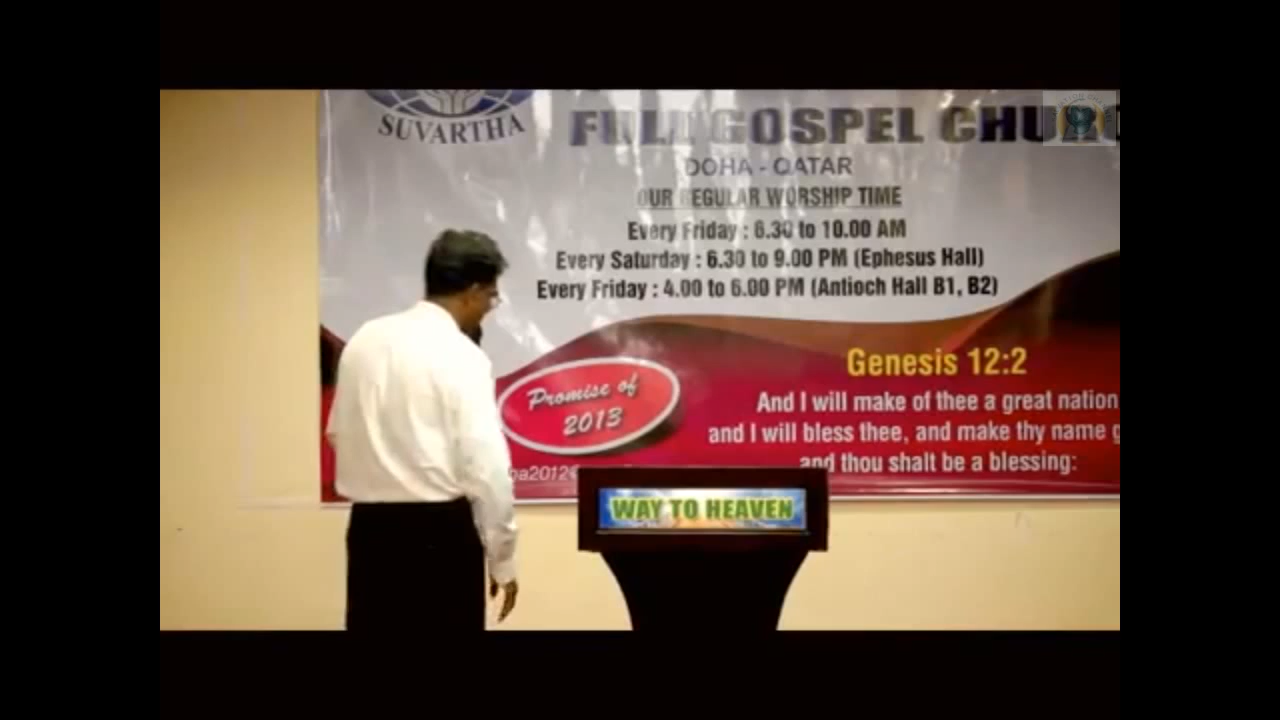 SUVARTHA
FULL GOSPEL CHURC
DOHA - QATAR
OUR REGULAR WORSHIP TIME
Every Friday : 6.30 to 10.00 AM
Every Saturday : 6.30 to 9.00 PM (Ephesus Hall)
Every Friday : 4.00 to 6.00 PM (Antioch Hall B1, B2)
Genesis 12:2
Promise of
2013
And I will make of thee a great nation
and I will bless thee, and make thy name g
and thou shalt be a blessing:
ha2012@
WAY TO HEAVEN